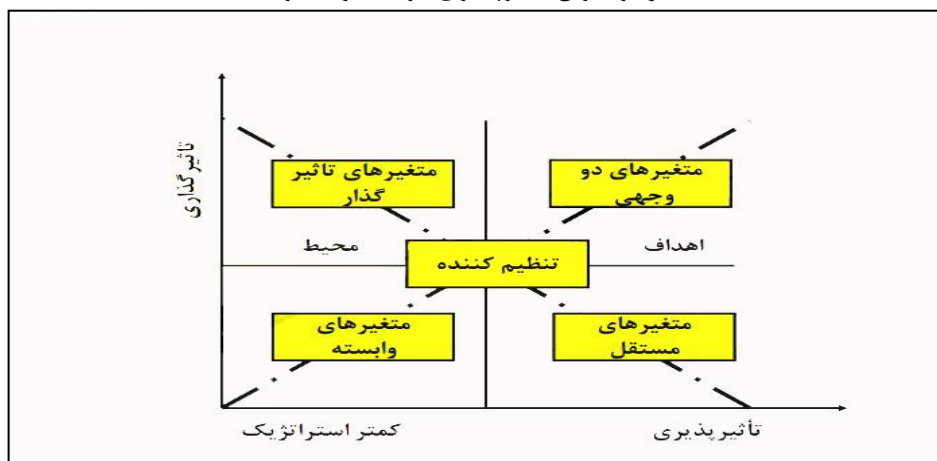 تاثیرگذاری
متغیرهای تاثیر
گذار
متغیرهای دو
وجهی
محیط
اهداف
تنظیم کننده
متغیرهای
وابسته
متغیرهای
مستقل
کمتر استراتژیک
تأثیرپذیری